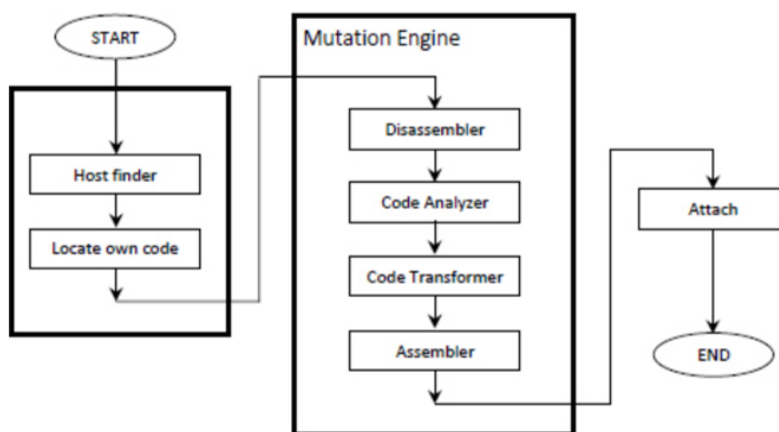 START
Host finder
Locate own code
Mutation Engine
Disassembler
Code Analyzer
Code Transformer
Assembler
Attach
END